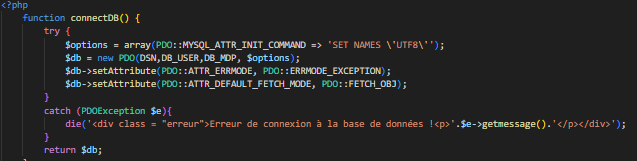 <?php
    function connectDB() {
        try {
            $options = array(PDO::MYSQL_ATTR_INIT_COMMAND => 'SET NAMES \'UTF8\'');
            $db = new PDO(DSN,DB_USER,DB_MDP, $options);
            $db->setAttribute(PDO::ATTR_ERRMODE, PDO::ERRMODE_EXCEPTION);
            $db->setAttribute(PDO::ATTR_DEFAULT_FETCH_MODE, PDO::FETCH_OBJ);
        }
        catch (PDOException $e){
            die('<div class = "erreur">Erreur de connexion à la base de données !<p>'.$e->getmessage().'</p></div>');
        }
        return $db;